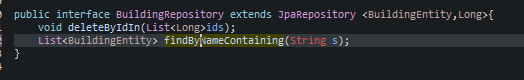 public interface BuildingRepository extends JpaRepository <BuildingEntity,Long>{
void deleteByIdIn(List<Long>ids);
List<BuildingEntity> findByNameContaining(String s);
}